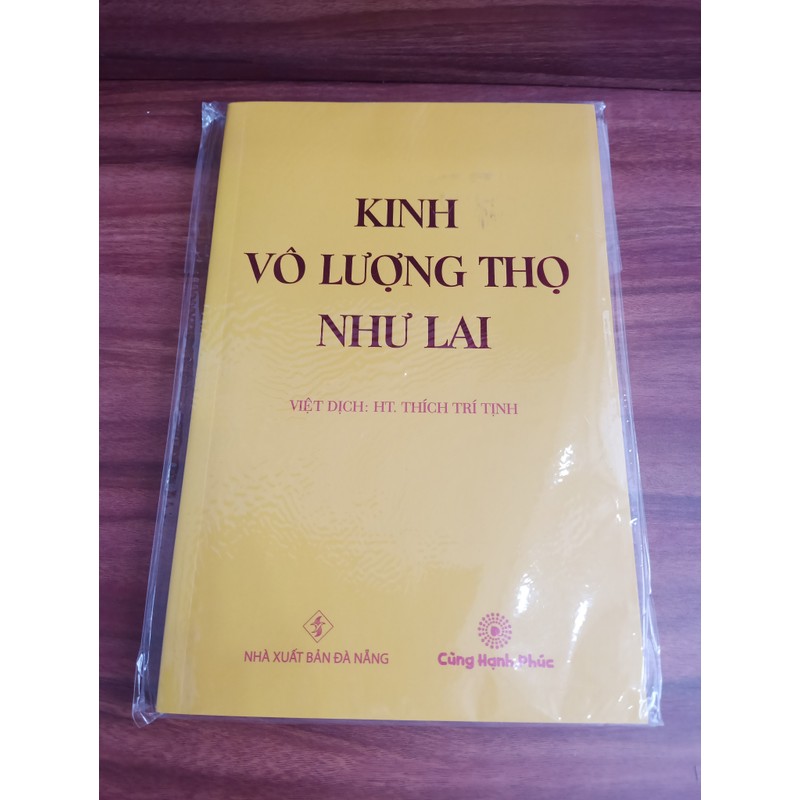 KINH
VÔ LƯỢNG THỌ
NHƯ LAI
VIỆT DỊCH: HT. THÍCH TRÍ TỊNH
NHÀ XUẤT BẢN ĐÀ NẴNG
Cùng Hạnh Phúc